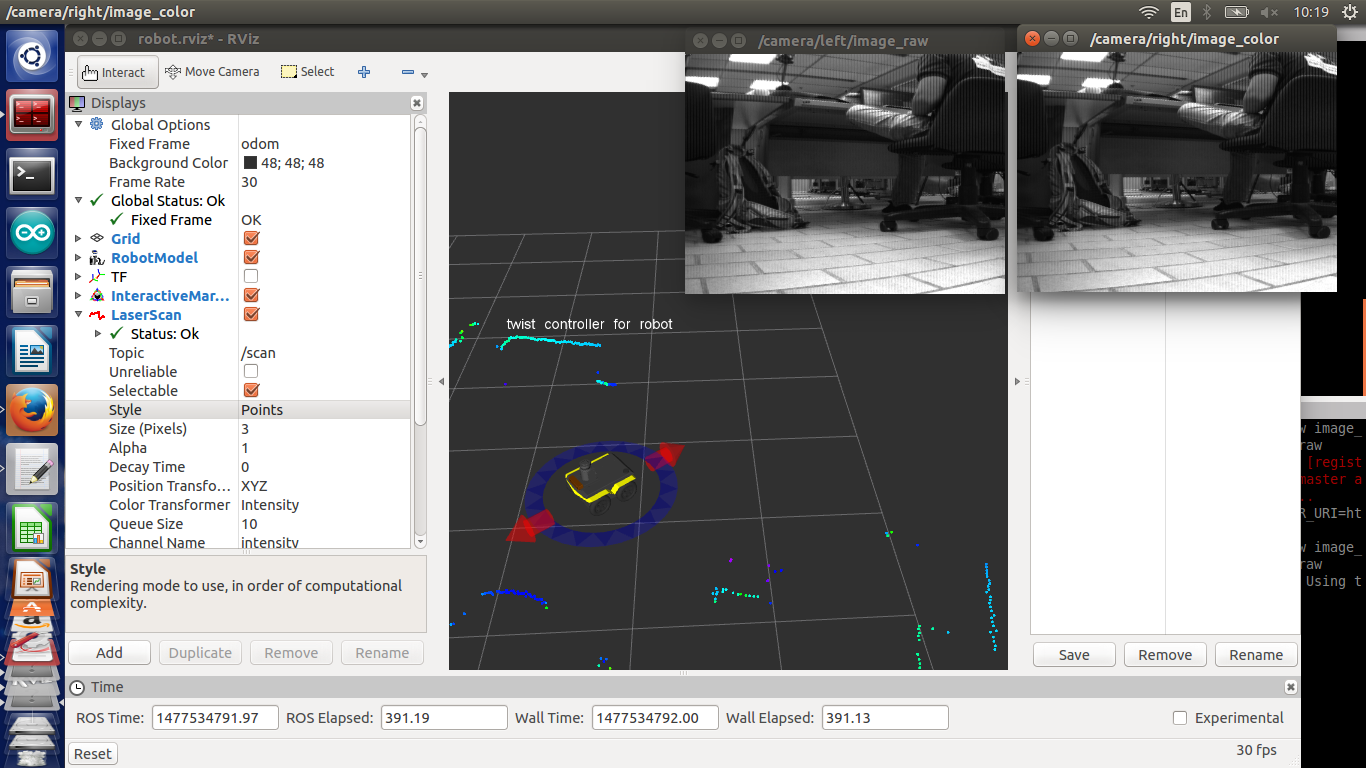 /camera/right/image_color
En
10:19
robot.rviz* - RViz
/camera/left/image_raw
/camera/right/image_color
Interact
Move Camera
Select
Displays
Global Options
Fixed Frame odom
Background Color 48; 48; 48
Frame Rate 30
Global Status: Ok
Fixed Frame OK
Grid
RobotModel
TF
InteractiveMar...
LaserScan
Status: Ok
Topic /scan
Unreliable
Selectable
Style Points
Size (Pixels) 3
Alpha 1
Decay Time 0
Position Transfo... XYZ
Color Transformer Intensity
Queue Size 10
Channel Name intensity
twist controller for robot
Style
Rendering mode to use, in order of computational
complexity.
Add Duplicate Remove Rename
Save Remove Rename
w image_
raw
[regist
master a
..
R_URI=ht
w image_
raw
Using t
Time
ROS Time: 1477534791.97 ROS Elapsed: 391.19 Wall Time: 1477534792.00 Wall Elapsed: 391.13 Experimental
Reset
30 fps